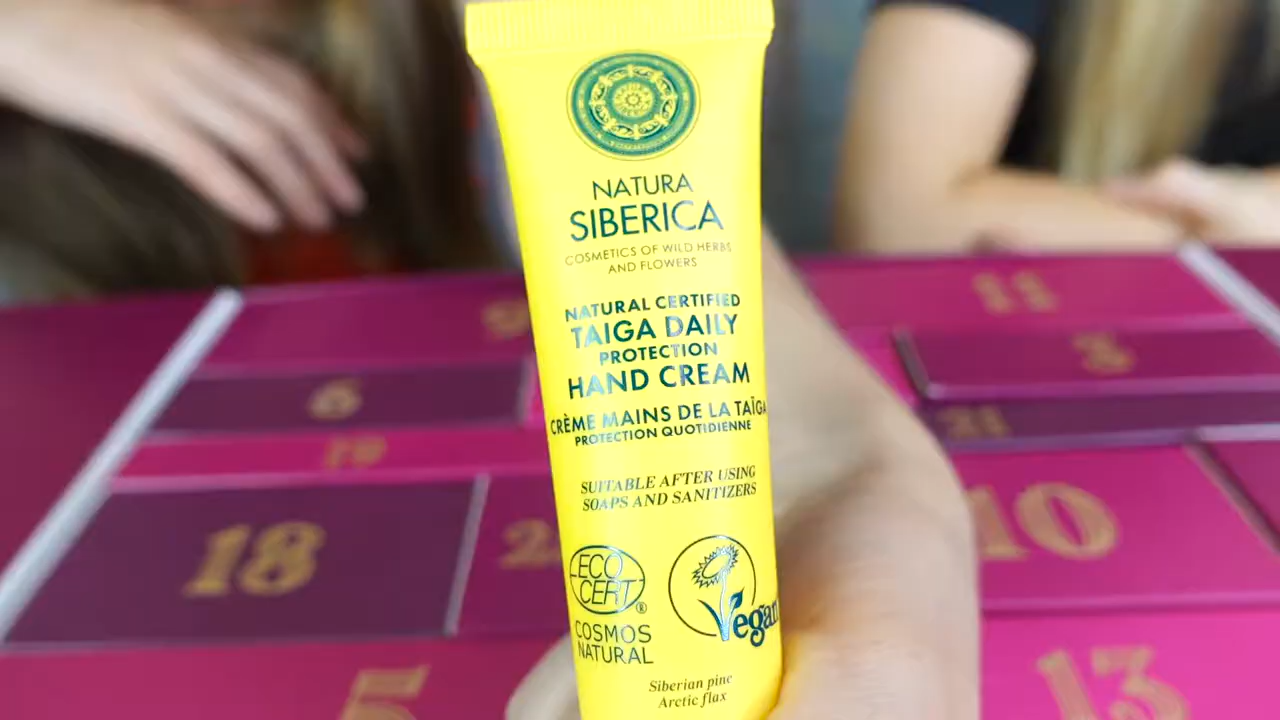 NATURA
SIBERICA
COSMETICS OF WILD HERBS
AND FLOWERS
NATURAL CERTIFIED
TAIGA DAILY
PROTECTION
HAND CREAM
CRÈME MAINS DE LA TAÏGA
PROTECTION QUOTIDIENNE
SUITABLE AFTER USING
SOAPS AND SANITIZERS
ECO
CERT®
COSMOS
NATURAL
Vegan
Siberian pine
Arctic flax
11
6
3
21
19
18
10
5
13